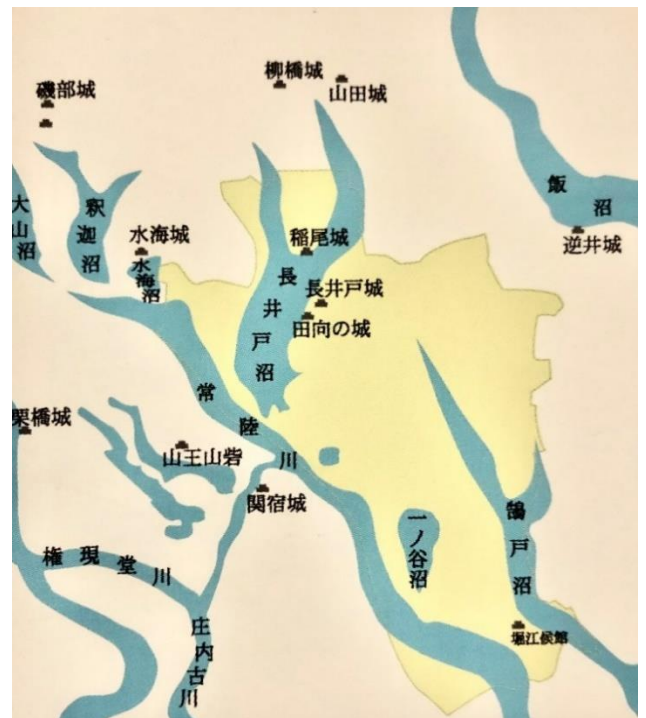 柳橋城
山田城
磯部城
飯沼
大山沼
釈迦沼
水海城
水海沼
稲尾城
逆井城
長井戸沼
長井戸城
田向の城
常陸川
栗橋城
山王山砦
関宿城
一ノ谷沼
鵠戸沼
権現堂川
堀江侯館
庄内古川